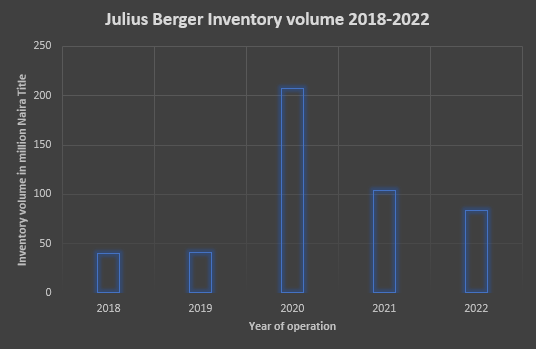 Julius Berger Inventory volume 2018-2022
Inventory volume in million Naira Title
250
200
150
100
50
0
2018 2019 2020 2021 2022
Year of operation